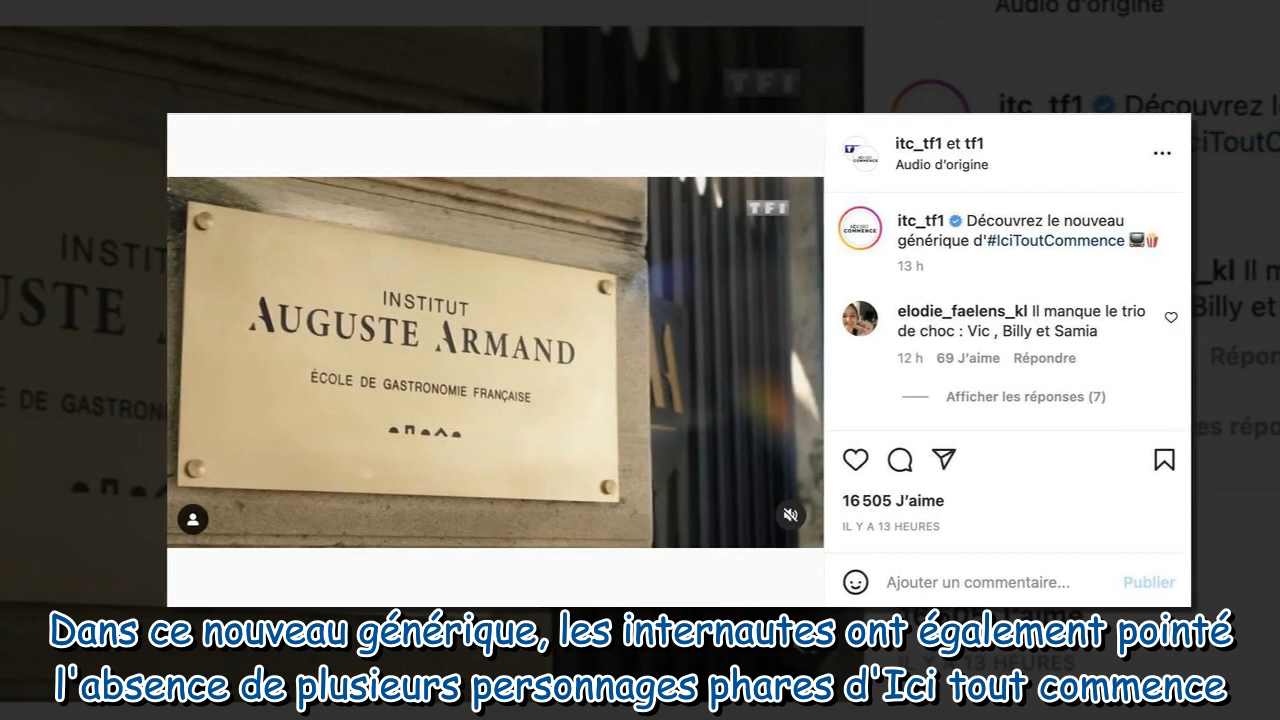 Audio d'origine
itc_tf1 Découvrez l
TF1
itc_tf1 et tf1
Audio d'origine
TF1
itc_tf1 Découvrez le nouveau
générique d'#IciToutCommence
13 h
INSTITUT
AUGUSTE ARMAND
ÉCOLE DE GASTRONOMIE FRANÇAISE
elodie_faelens_kl Il manque le trio
de choc : Vic , Billy et Samia
12 h 69 J'aime Répondre
Afficher les réponses (7)
16 505 J'aime
IL Y A 13 HEURES
Ajouter un commentaire... Publier
Dans ce nouveau générique, les internautes ont également pointé
l'absence de plusieurs personnages phares d'Ici tout commence